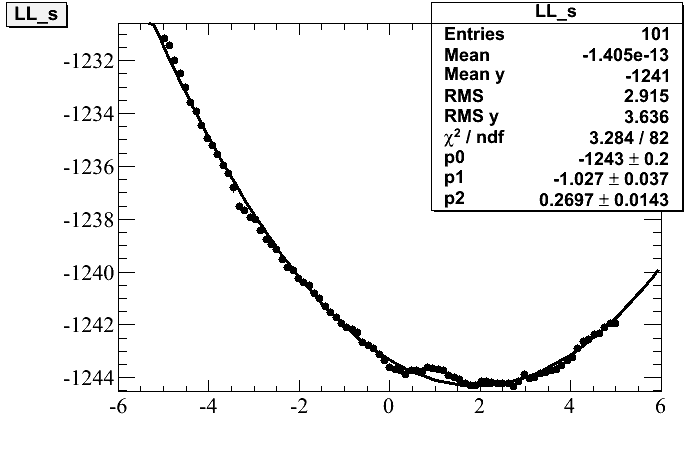 LL_s
LL_s
Entries 101
Mean -1.405e-13
Mean y -1241
RMS 2.915
RMS y 3.636
χ² / ndf 3.284 / 82
p0 -1243 ± 0.2
p1 -1.027 ± 0.037
p2 0.2697 ± 0.0143
-1232
-1234
-1236
-1238
-1240
-1242
-1244
-6 -4 -2 0 2 4 6